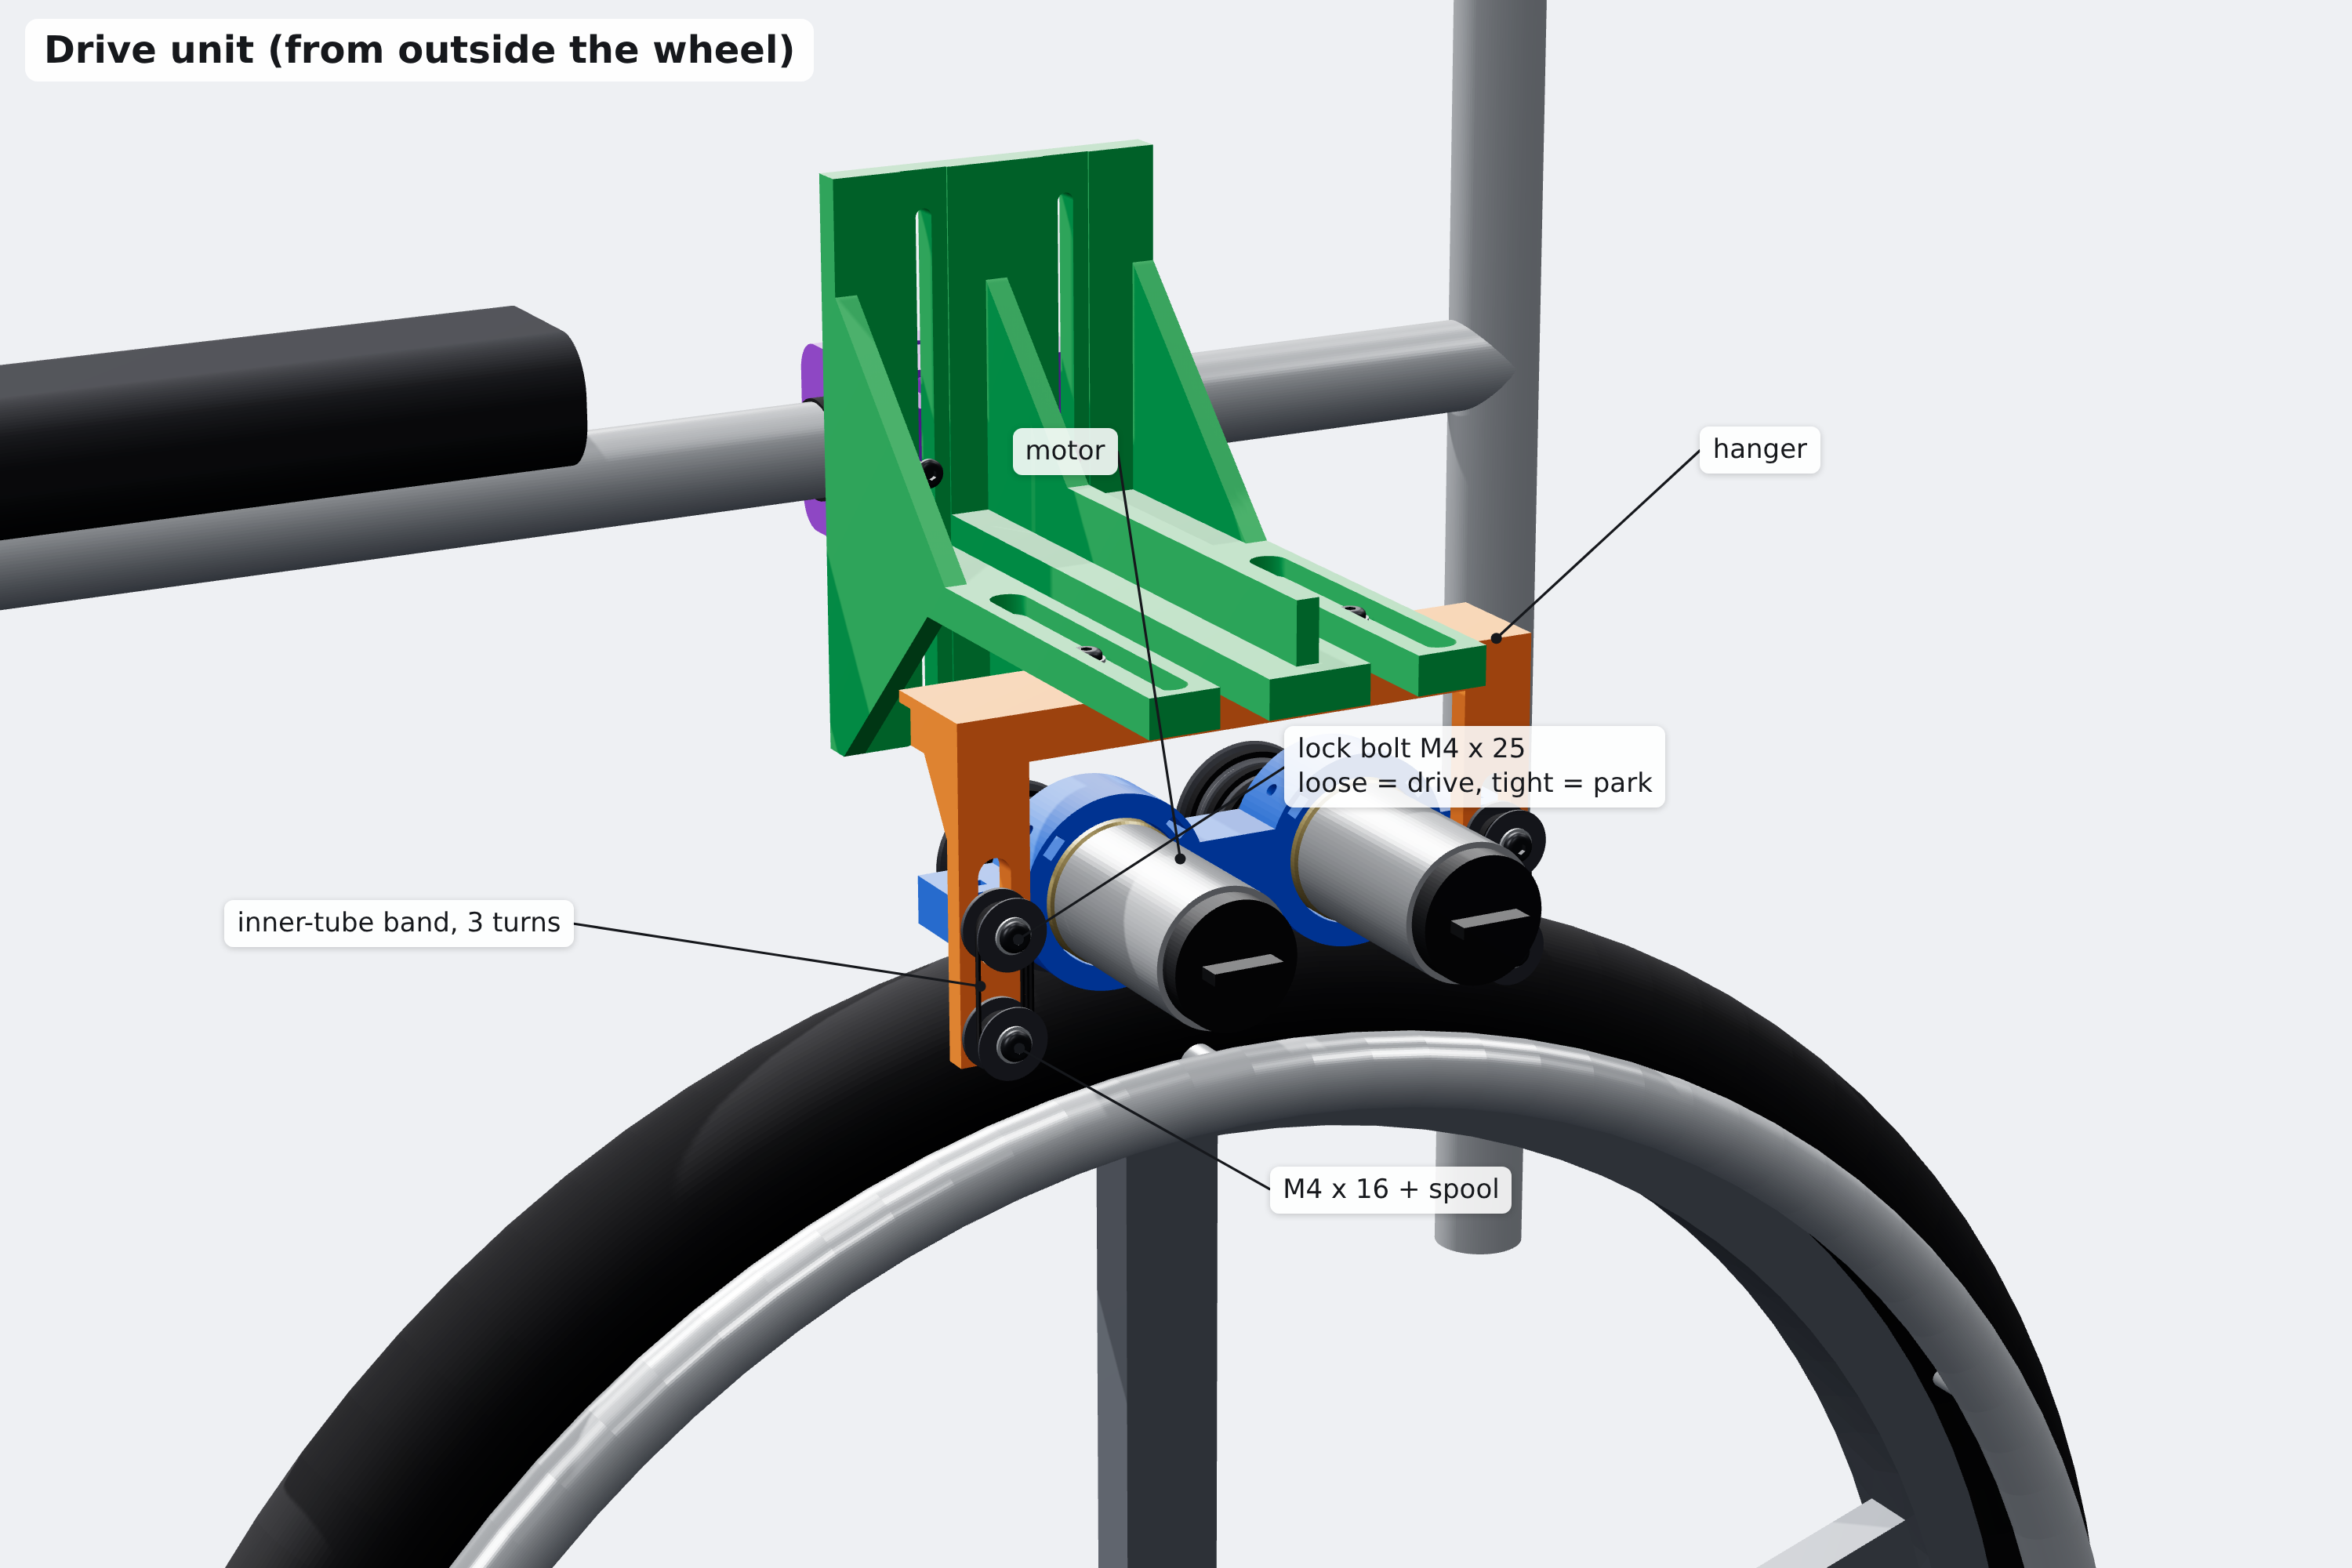 Drive unit (from outside the wheel)
motor
hanger
lock bolt M4 x 25
loose = drive, tight = park
inner-tube band, 3 turns
M4 x 16 + spool